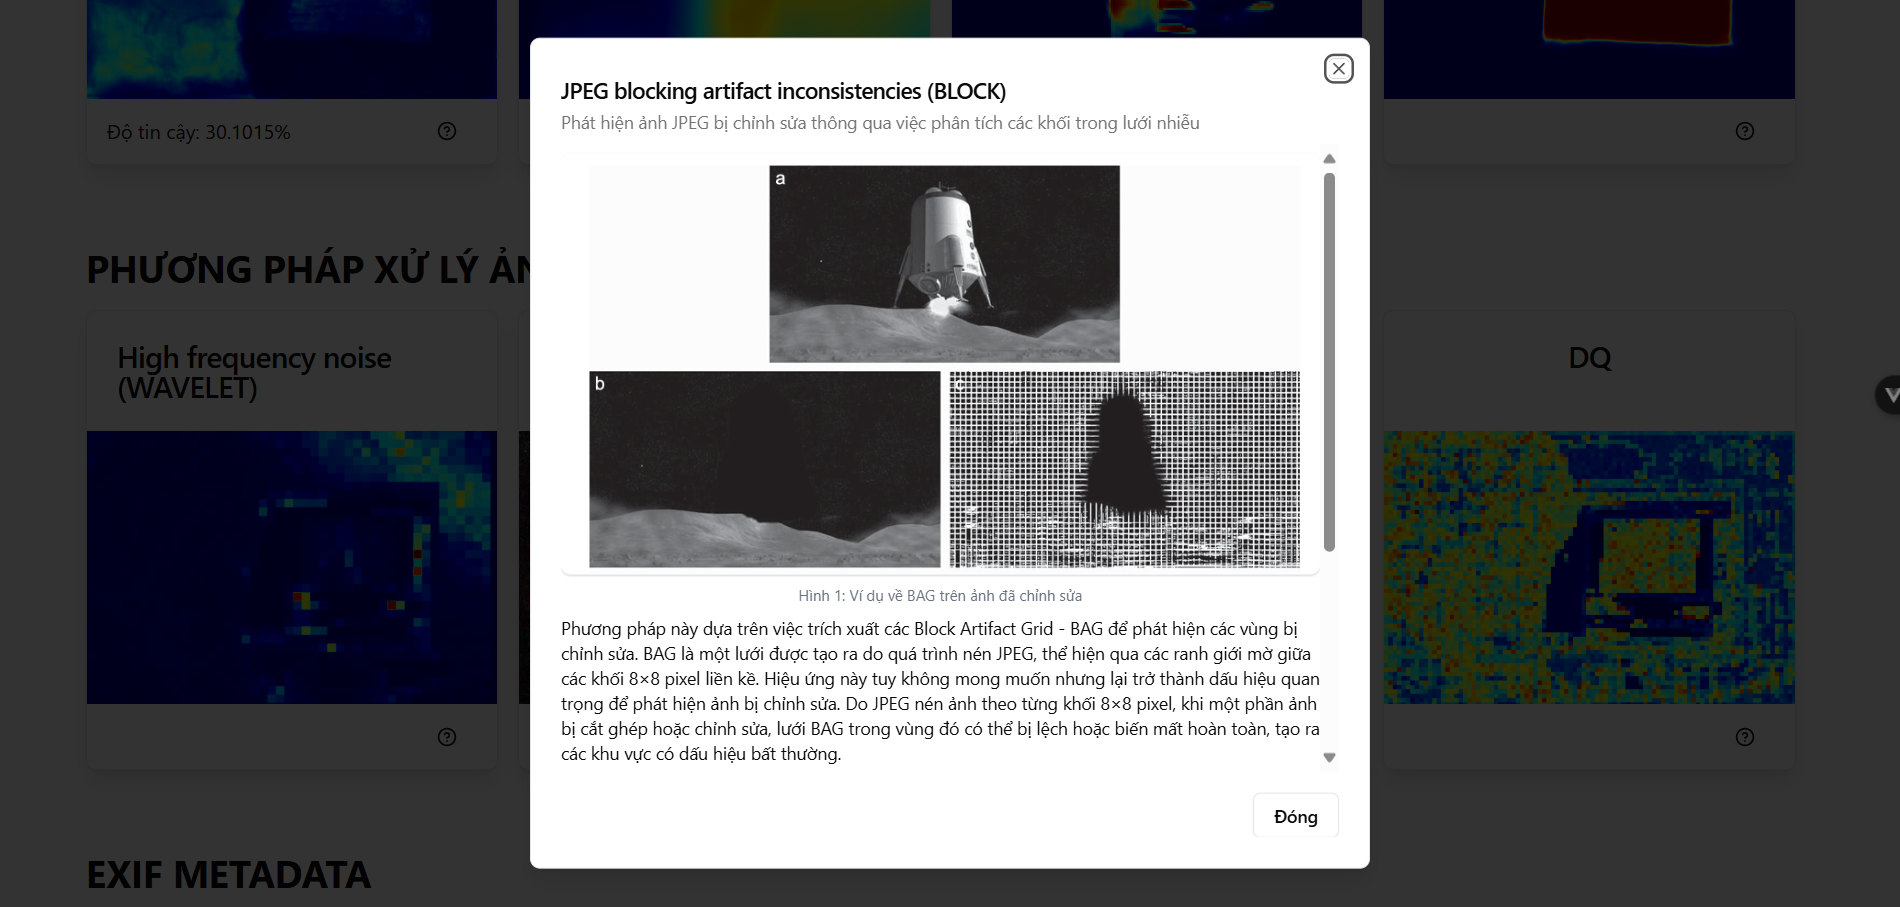 Độ tin cậy: 30.1015%
PHƯƠNG PHÁP XỬ LÝ
High frequency noise
(WAVELET)
DQ
EXIF METADATA
JPEG blocking artifact inconsistencies (BLOCK)
Phát hiện ảnh JPEG bị chỉnh sửa thông qua việc phân tích các khối trong lưới nhiễu
a
b
c
Hình 1: Ví dụ về BAG trên ảnh đã chỉnh sửa
Phương pháp này dựa trên việc trích xuất các Block Artifact Grid - BAG để phát hiện các vùng bị
chỉnh sửa. BAG là một lưới được tạo ra do quá trình nén JPEG, thể hiện qua các ranh giới mờ giữa
các khối 8×8 pixel liền kề. Hiệu ứng này tuy không mong muốn nhưng lại trở thành dấu hiệu quan
trọng để phát hiện ảnh bị chỉnh sửa. Do JPEG nén ảnh theo từng khối 8×8 pixel, khi một phần ảnh
bị cắt ghép hoặc chỉnh sửa, lưới BAG trong vùng đó có thể bị lệch hoặc biến mất hoàn toàn, tạo ra
các khu vực có dấu hiệu bất thường.
Đóng